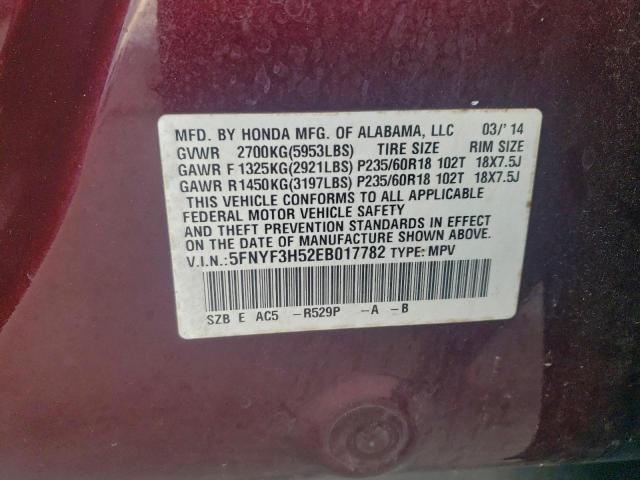 MFD. BY HONDA MFG. OF ALABAMA, LLC 03/'14
GVWR 2700KG(5953LBS) TIRE SIZE RIM SIZE
GAWR F 1325KG(2921LBS) P235/60R18 102T 18X7.5J
GAWR R1450KG(3197LBS) P235/60R18 102T 18X7.5J
THIS VEHICLE CONFORMS TO ALL APPLICABLE
FEDERAL MOTOR VEHICLE SAFETY
AND THEFT PREVENTION STANDARDS IN EFFECT
ON THE DATE OF MANUFACTURE SHOWN ABOVE.
V.I.N.: 5FNYF3H52EB017782 TYPE: MPV
SZB E AC5 -R529P -A -B